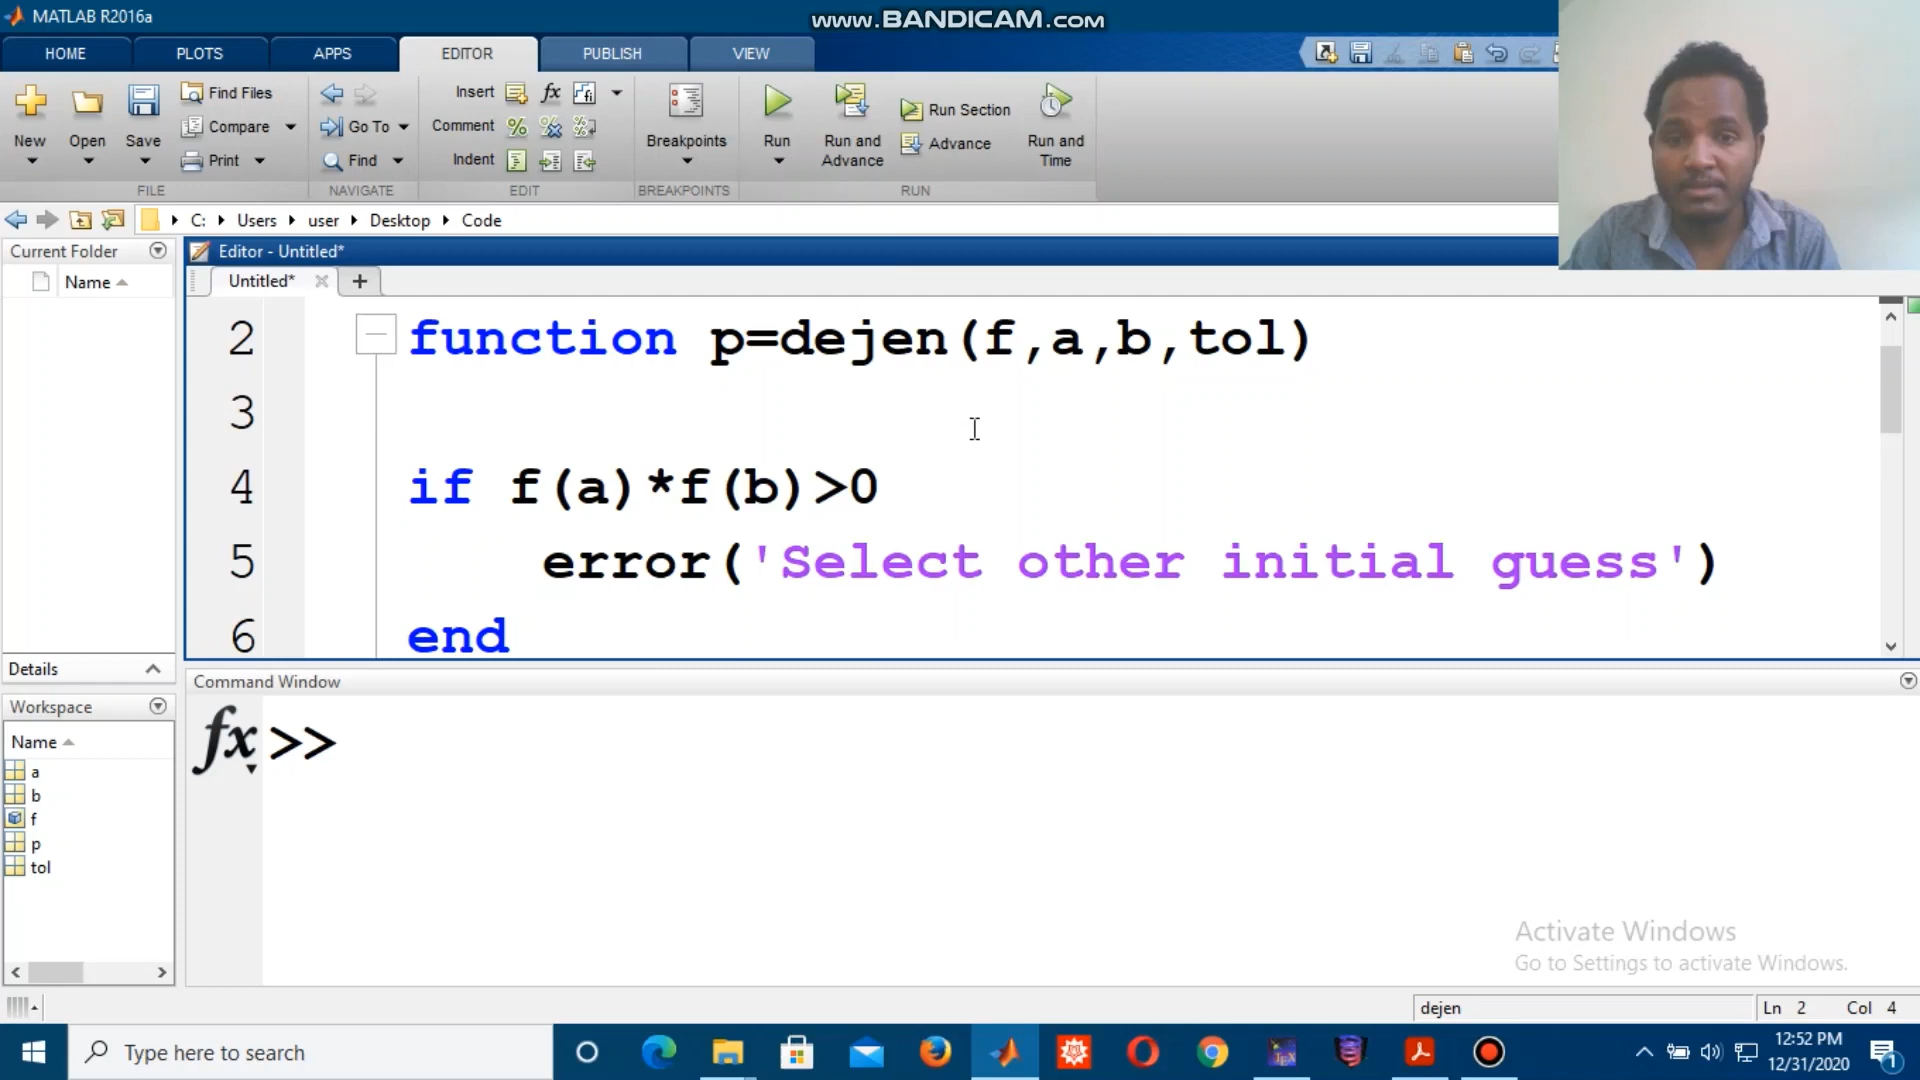 MATLAB R2016a
www.BANDICAM.com
HOME PLOTS APPS EDITOR PUBLISH VIEW
New Open Save
Find Files
Compare
Print
FILE
Go To
Find
NAVIGATE
Insert fx
Comment
Indent
EDIT
Breakpoints
BREAKPOINTS
Run
Run and Advance
Run Section
Advance
Run and Time
RUN
C: Users user Desktop Code
Current Folder
Name
Details
Workspace
Name
a
b
f
p
tol
Editor - Untitled*
Untitled*
2 function p=dejen(f,a,b,tol)
3
4 if f(a)*f(b)>0
5 error('Select other initial guess')
6 end
Command Window
fx >>
Activate Windows
Go to Settings to activate Windows.
dejen Ln 2 Col 4
Type here to search
TEX
12:52 PM
12/31/2020
1